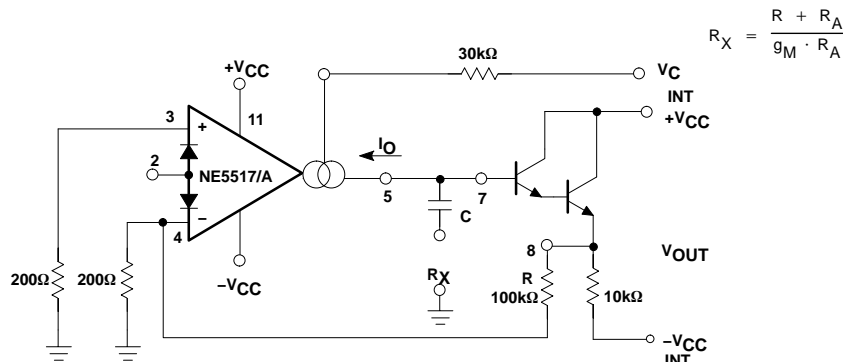 R + R_A
R_X = ―――
g_M · R_A
30kΩ
V_C
INT
+V_CC
+V_CC
3
+
11
I_O
2
NE5517/A
5
7
C
−
4
−V_CC
8
V_OUT
R_X
R
100kΩ
10kΩ
200Ω
200Ω
−V_CC
INT